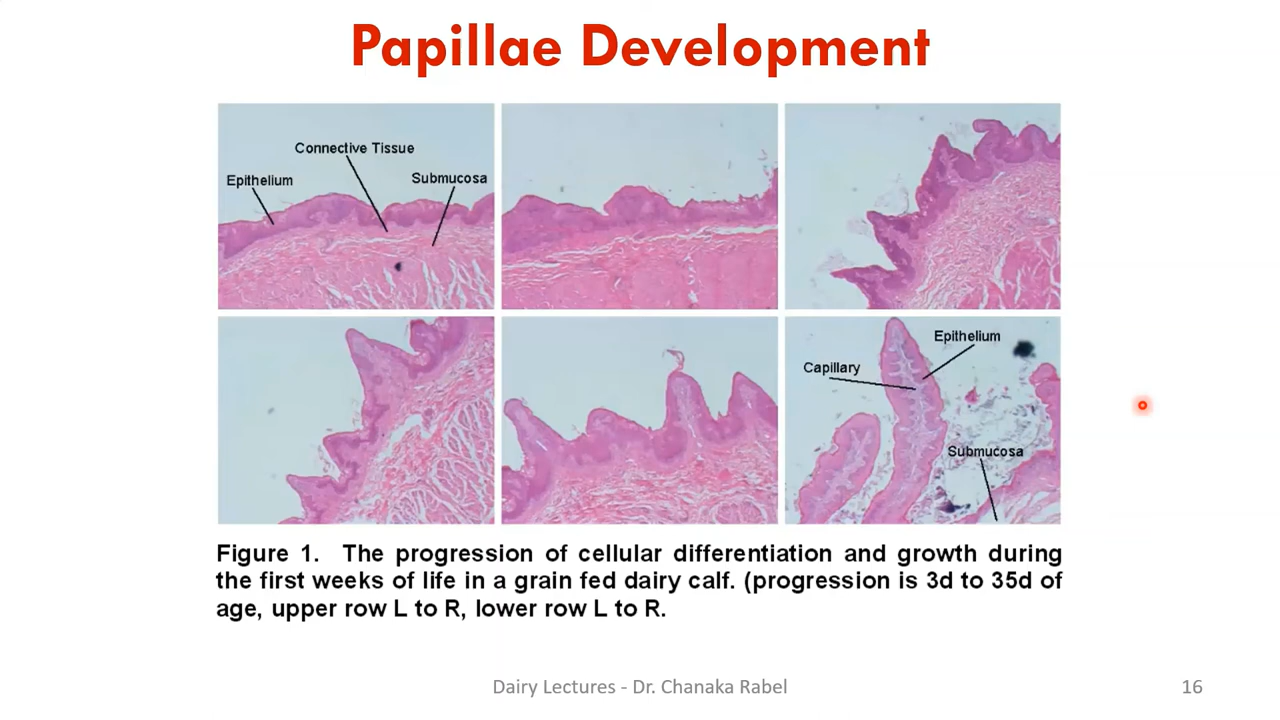 Papillae Development
Connective Tissue
Epithelium
Submucosa
Epithelium
Capillary
Submucosa
Figure 1. The progression of cellular differentiation and growth during
the first weeks of life in a grain fed dairy calf. (progression is 3d to 35d of
age, upper row L to R, lower row L to R.
Dairy Lectures - Dr. Chanaka Rabel
16